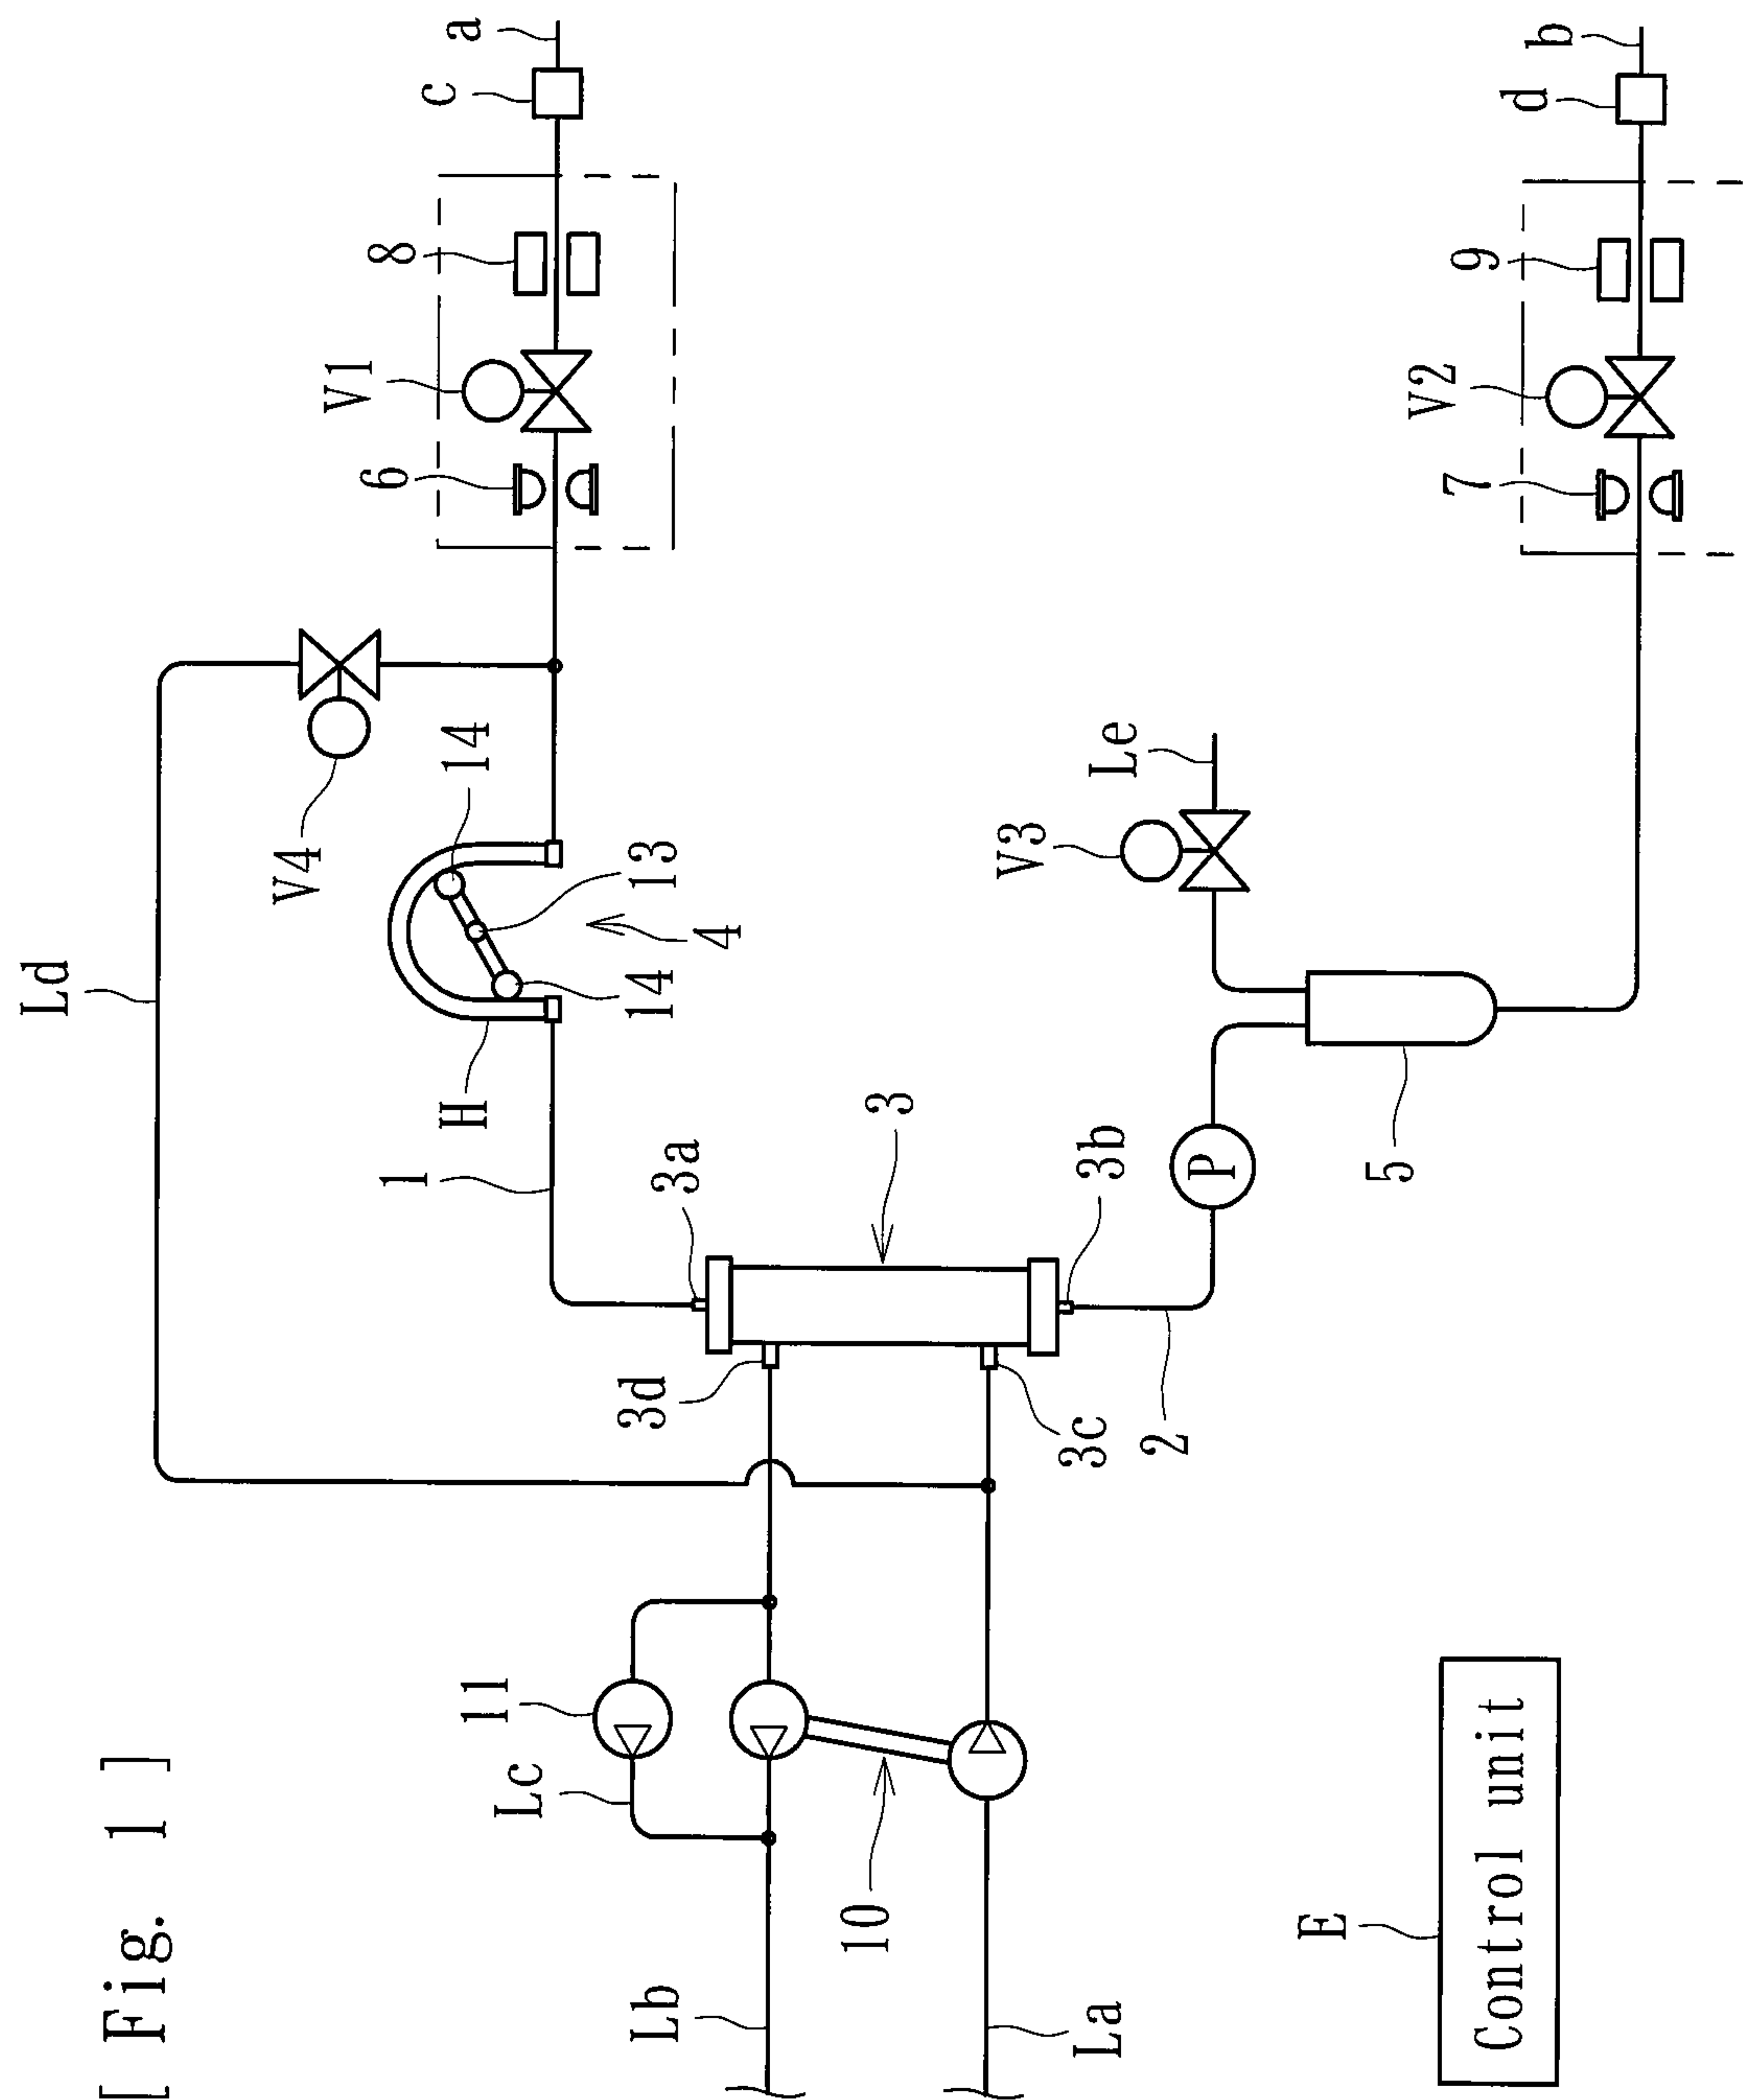 [ Fig. 1 ]
Ld
V4
14
H
14
13
4
1
V1
6
8
c
a
3a
3
3b
3d
3c
2
P
5
V3
Le
V2
7
9
d
b
11
Lc
10
Lb
La
E
Control unit